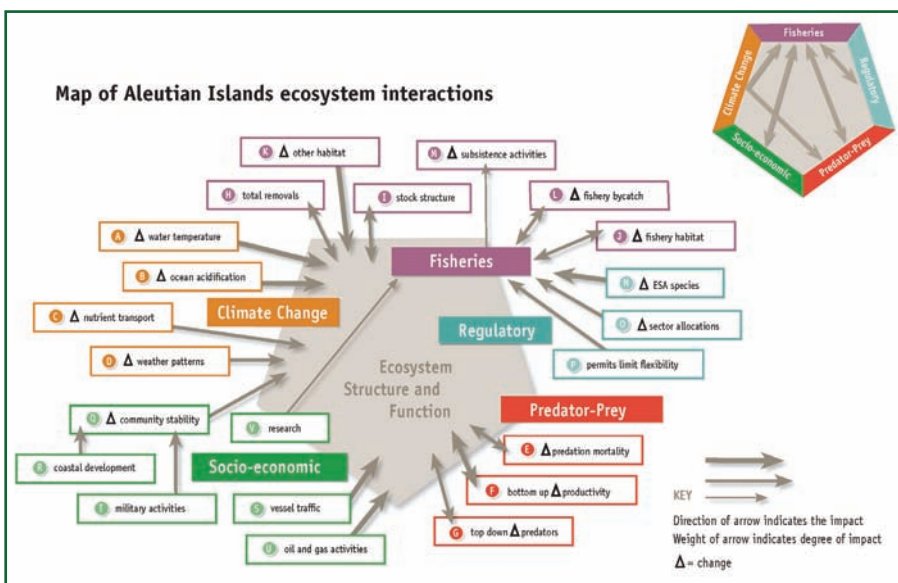 Map of Aleutian Islands ecosystem interactions
Fisheries
Climate Change
Regulatory
Socio-economic
Predator-Prey
K Δ other habitat
M Δ subsistence activities
H total removals
I stock structure
L Δ fishery bycatch
A Δ water temperature
J Δ fishery habitat
Fisheries
B Δ ocean acidification
N Δ ESA species
Climate Change
C Δ nutrient transport
Regulatory
O Δ sector allocations
D Δ weather patterns
P permits limit flexibility
Ecosystem
Structure and
Function
Predator-Prey
Q Δ community stability
V research
E Δ predation mortality
R coastal development
Socio-economic
F bottom up Δ productivity
T military activities
S vessel traffic
G top down Δ predators
U oil and gas activities
KEY
Direction of arrow indicates the impact
Weight of arrow indicates degree of impact
Δ = change